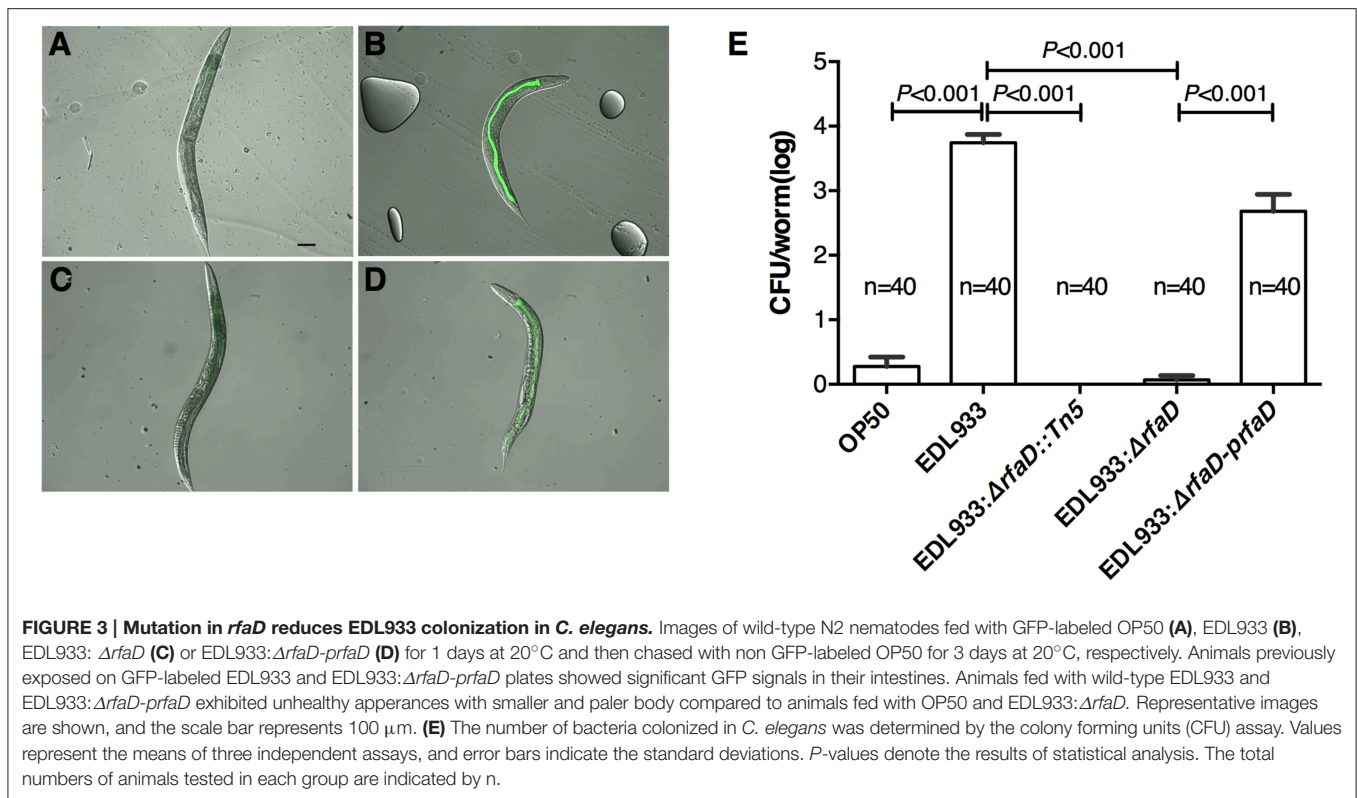 A
B
C
D
E
P<0.001
P<0.001
P<0.001
P<0.001
CFU/worm(log)
5
4
3
2
1
0
n=40
n=40
n=40
n=40
n=40
OP50
EDL933
EDL933:ΔrfaD::Tn5
EDL933:ΔrfaD
EDL933:ΔrfaD-prfaD
FIGURE 3 | Mutation in rfaD reduces EDL933 colonization in C. elegans. Images of wild-type N2 nematodes fed with GFP-labeled OP50 (A), EDL933 (B),
EDL933: ΔrfaD (C) or EDL933:ΔrfaD-prfaD (D) for 1 days at 20°C and then chased with non GFP-labeled OP50 for 3 days at 20°C, respectively. Animals previously
exposed on GFP-labeled EDL933 and EDL933:ΔrfaD-prfaD plates showed significant GFP signals in their intestines. Animals fed with wild-type EDL933 and
EDL933:ΔrfaD-prfaD exhibited unhealthy apperances with smaller and paler body compared to animals fed with OP50 and EDL933:ΔrfaD. Representative images
are shown, and the scale bar represents 100 μm. (E) The number of bacteria colonized in C. elegans was determined by the colony forming units (CFU) assay. Values
represent the means of three independent assays, and error bars indicate the standard deviations. P-values denote the results of statistical analysis. The total
numbers of animals tested in each group are indicated by n.